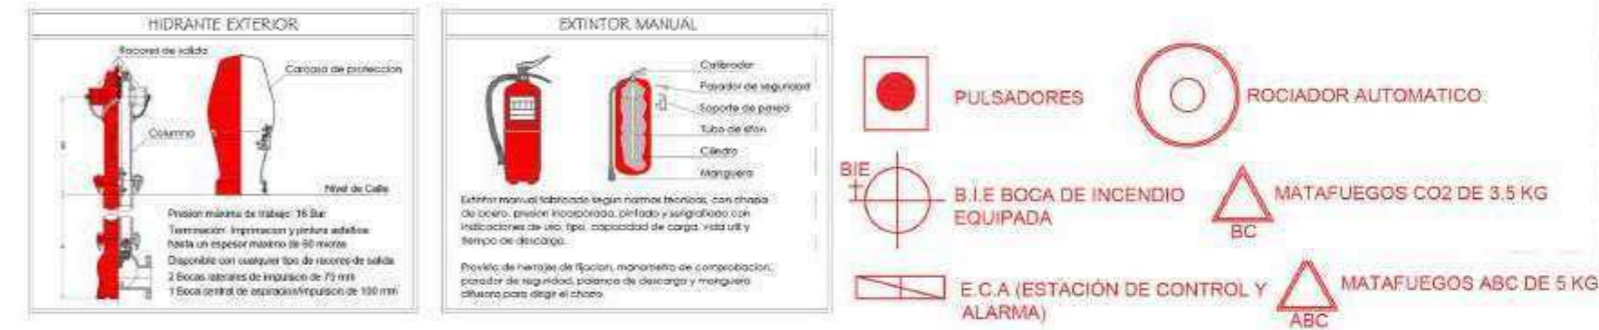 HIDRANTE EXTERIOR
Racores de salida
Carcasa de proteccion
Columna
Nivel de Calle
Presion máxima de trabajo: 16 Bar
Terminación: Imprimacion y pintura asfaltica
hasta un espesor maximo de 60 micras
Disponible con cualquier tipo de racores de salida
2 Bocas laterales de impulsion de 75 mm
1 Boca central de aspiracion/impulsion de 100 mm
EXTINTOR MANUAL
Calibrador
Pasador de seguridad
Soporte de pared
Tubo de sifon
Cilindro
Manguera
Extintor manual fabricado segun normas tecnicas, con chapa
de acero, presion incorporada, pintado y serigrafiado con
indicaciones de uso, tipo, capacidad de carga, vida util y
tiempo de descarga.
Provisto de herrajes de fijacion, manometro de comprobacion,
pasador de seguridad, palanca de descarga y manguera
difusora para dirigir el chorro.
PULSADORES
ROCIADOR AUTOMATICO
BIE
B.I.E BOCA DE INCENDIO
EQUIPADA
MATAFUEGOS CO2 DE 3.5 KG
BC
E.C.A (ESTACIÓN DE CONTROL Y
ALARMA)
MATAFUEGOS ABC DE 5 KG
ABC